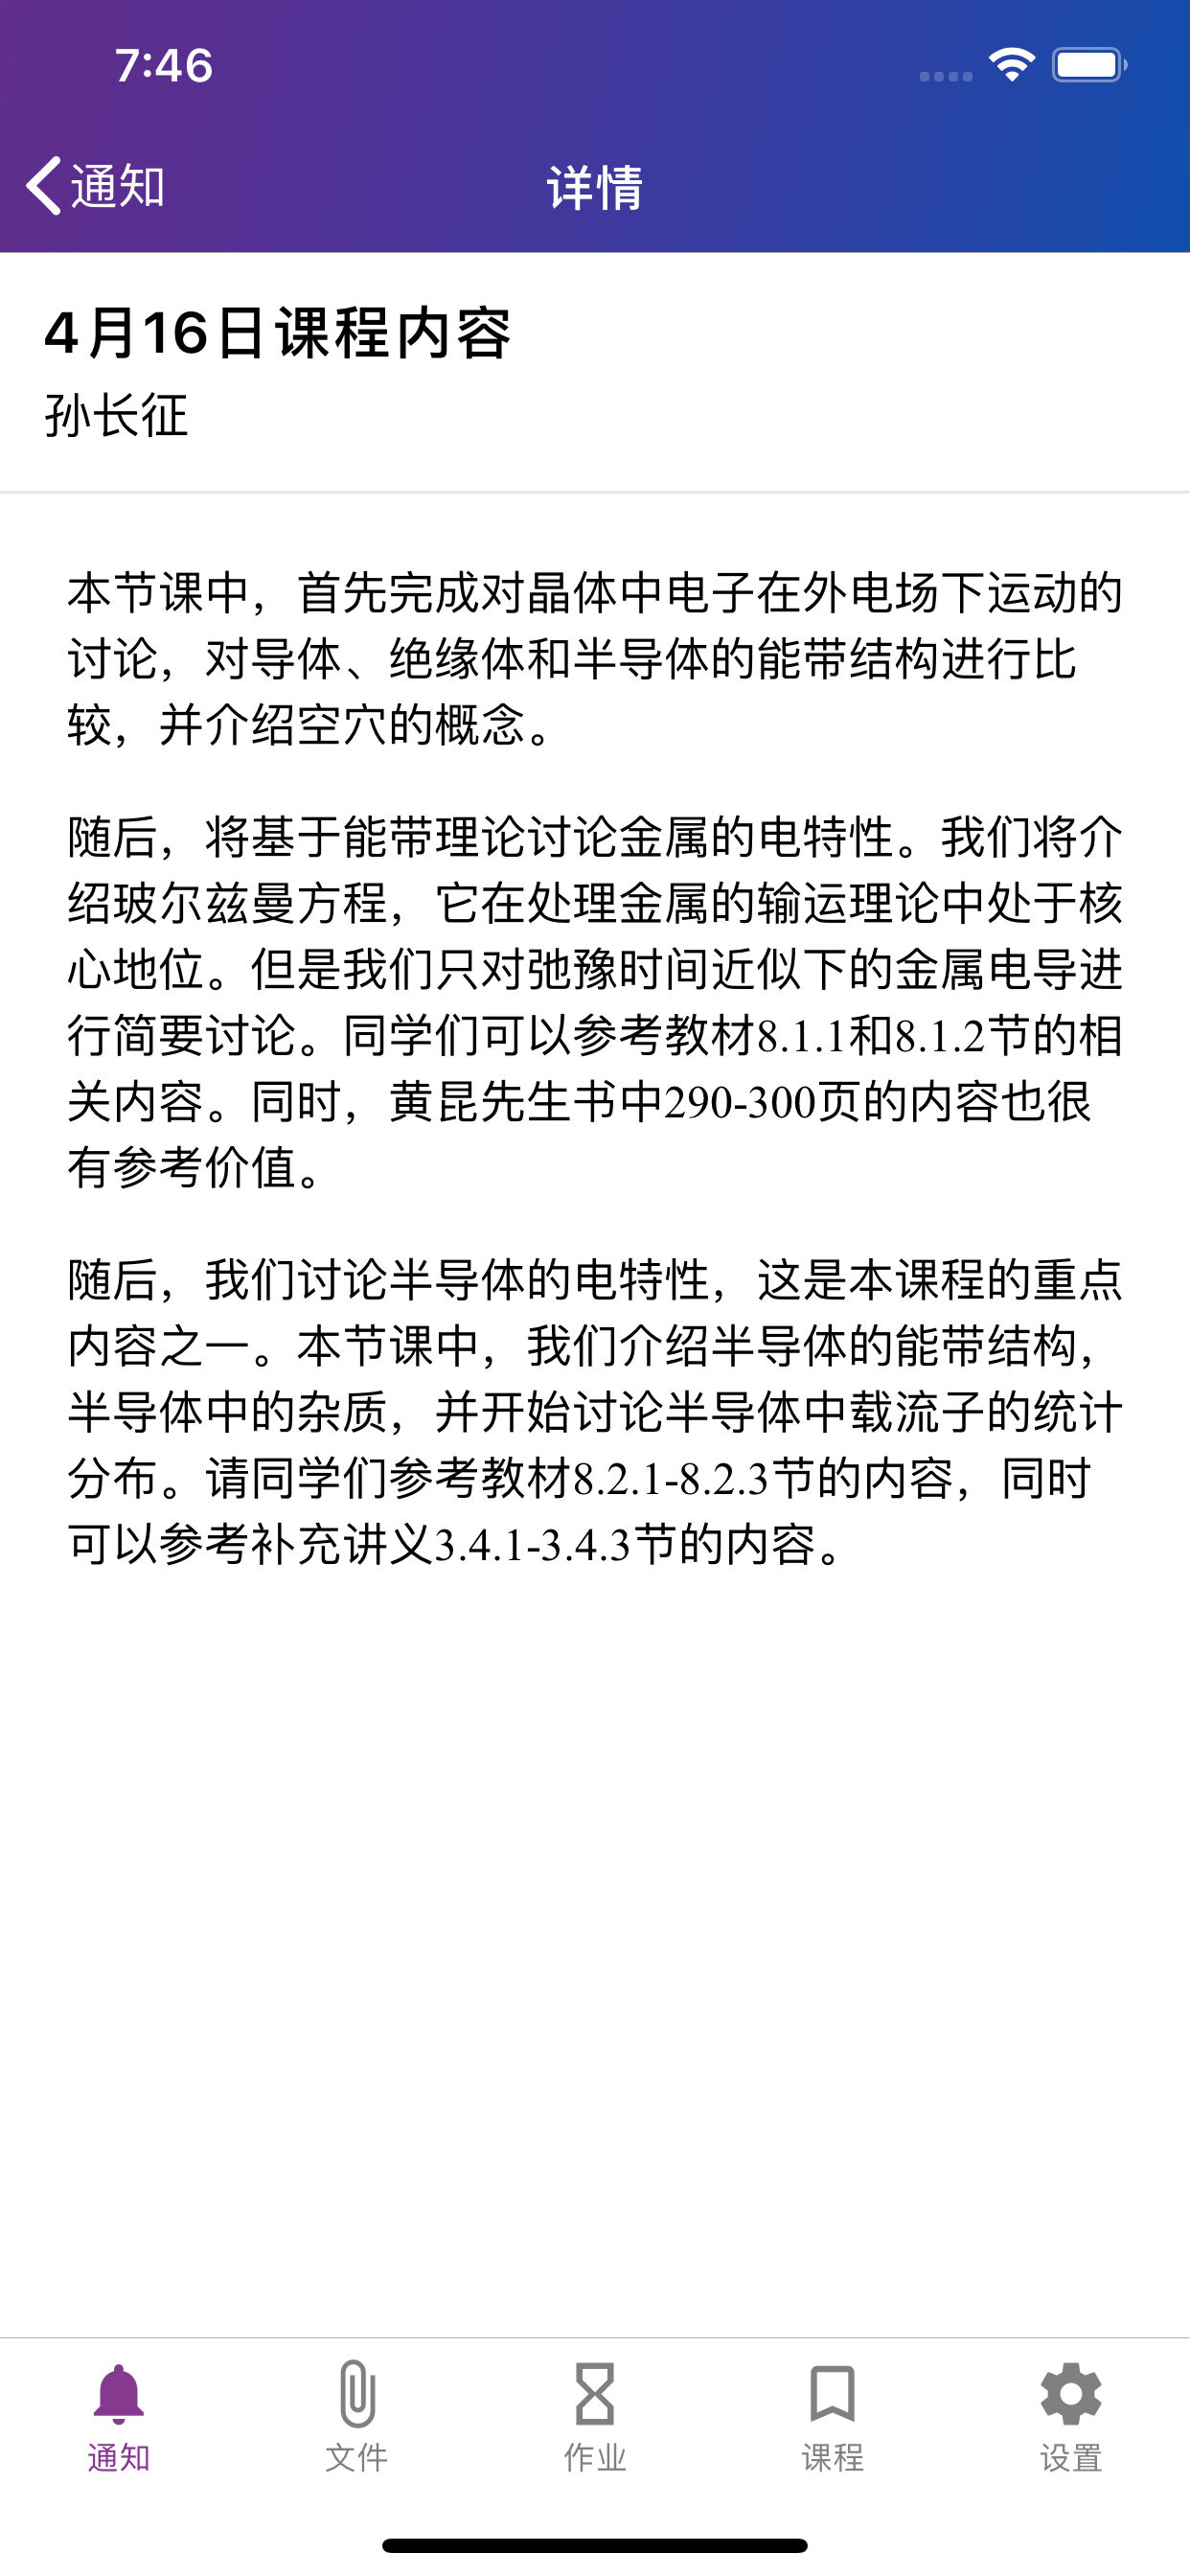 7:46
通知
详情
4月16日课程内容
孙长征
本节课中，首先完成对晶体中电子在外电场下运动的
讨论，对导体、绝缘体和半导体的能带结构进行比
较，并介绍空穴的概念。
随后，将基于能带理论讨论金属的电特性。我们将介
绍玻尔兹曼方程，它在处理金属的输运理论中处于核
心地位。但是我们只对弛豫时间近似下的金属电导进
行简要讨论。同学们可以参考教材8.1.1和8.1.2节的相
关内容。同时，黄昆先生书中290-300页的内容也很
有参考价值。
随后，我们讨论半导体的电特性，这是本课程的重点
内容之一。本节课中，我们介绍半导体的能带结构，
半导体中的杂质，并开始讨论半导体中载流子的统计
分布。请同学们参考教材8.2.1-8.2.3节的内容，同时
可以参考补充讲义3.4.1-3.4.3节的内容。
通知
文件
作业
课程
设置